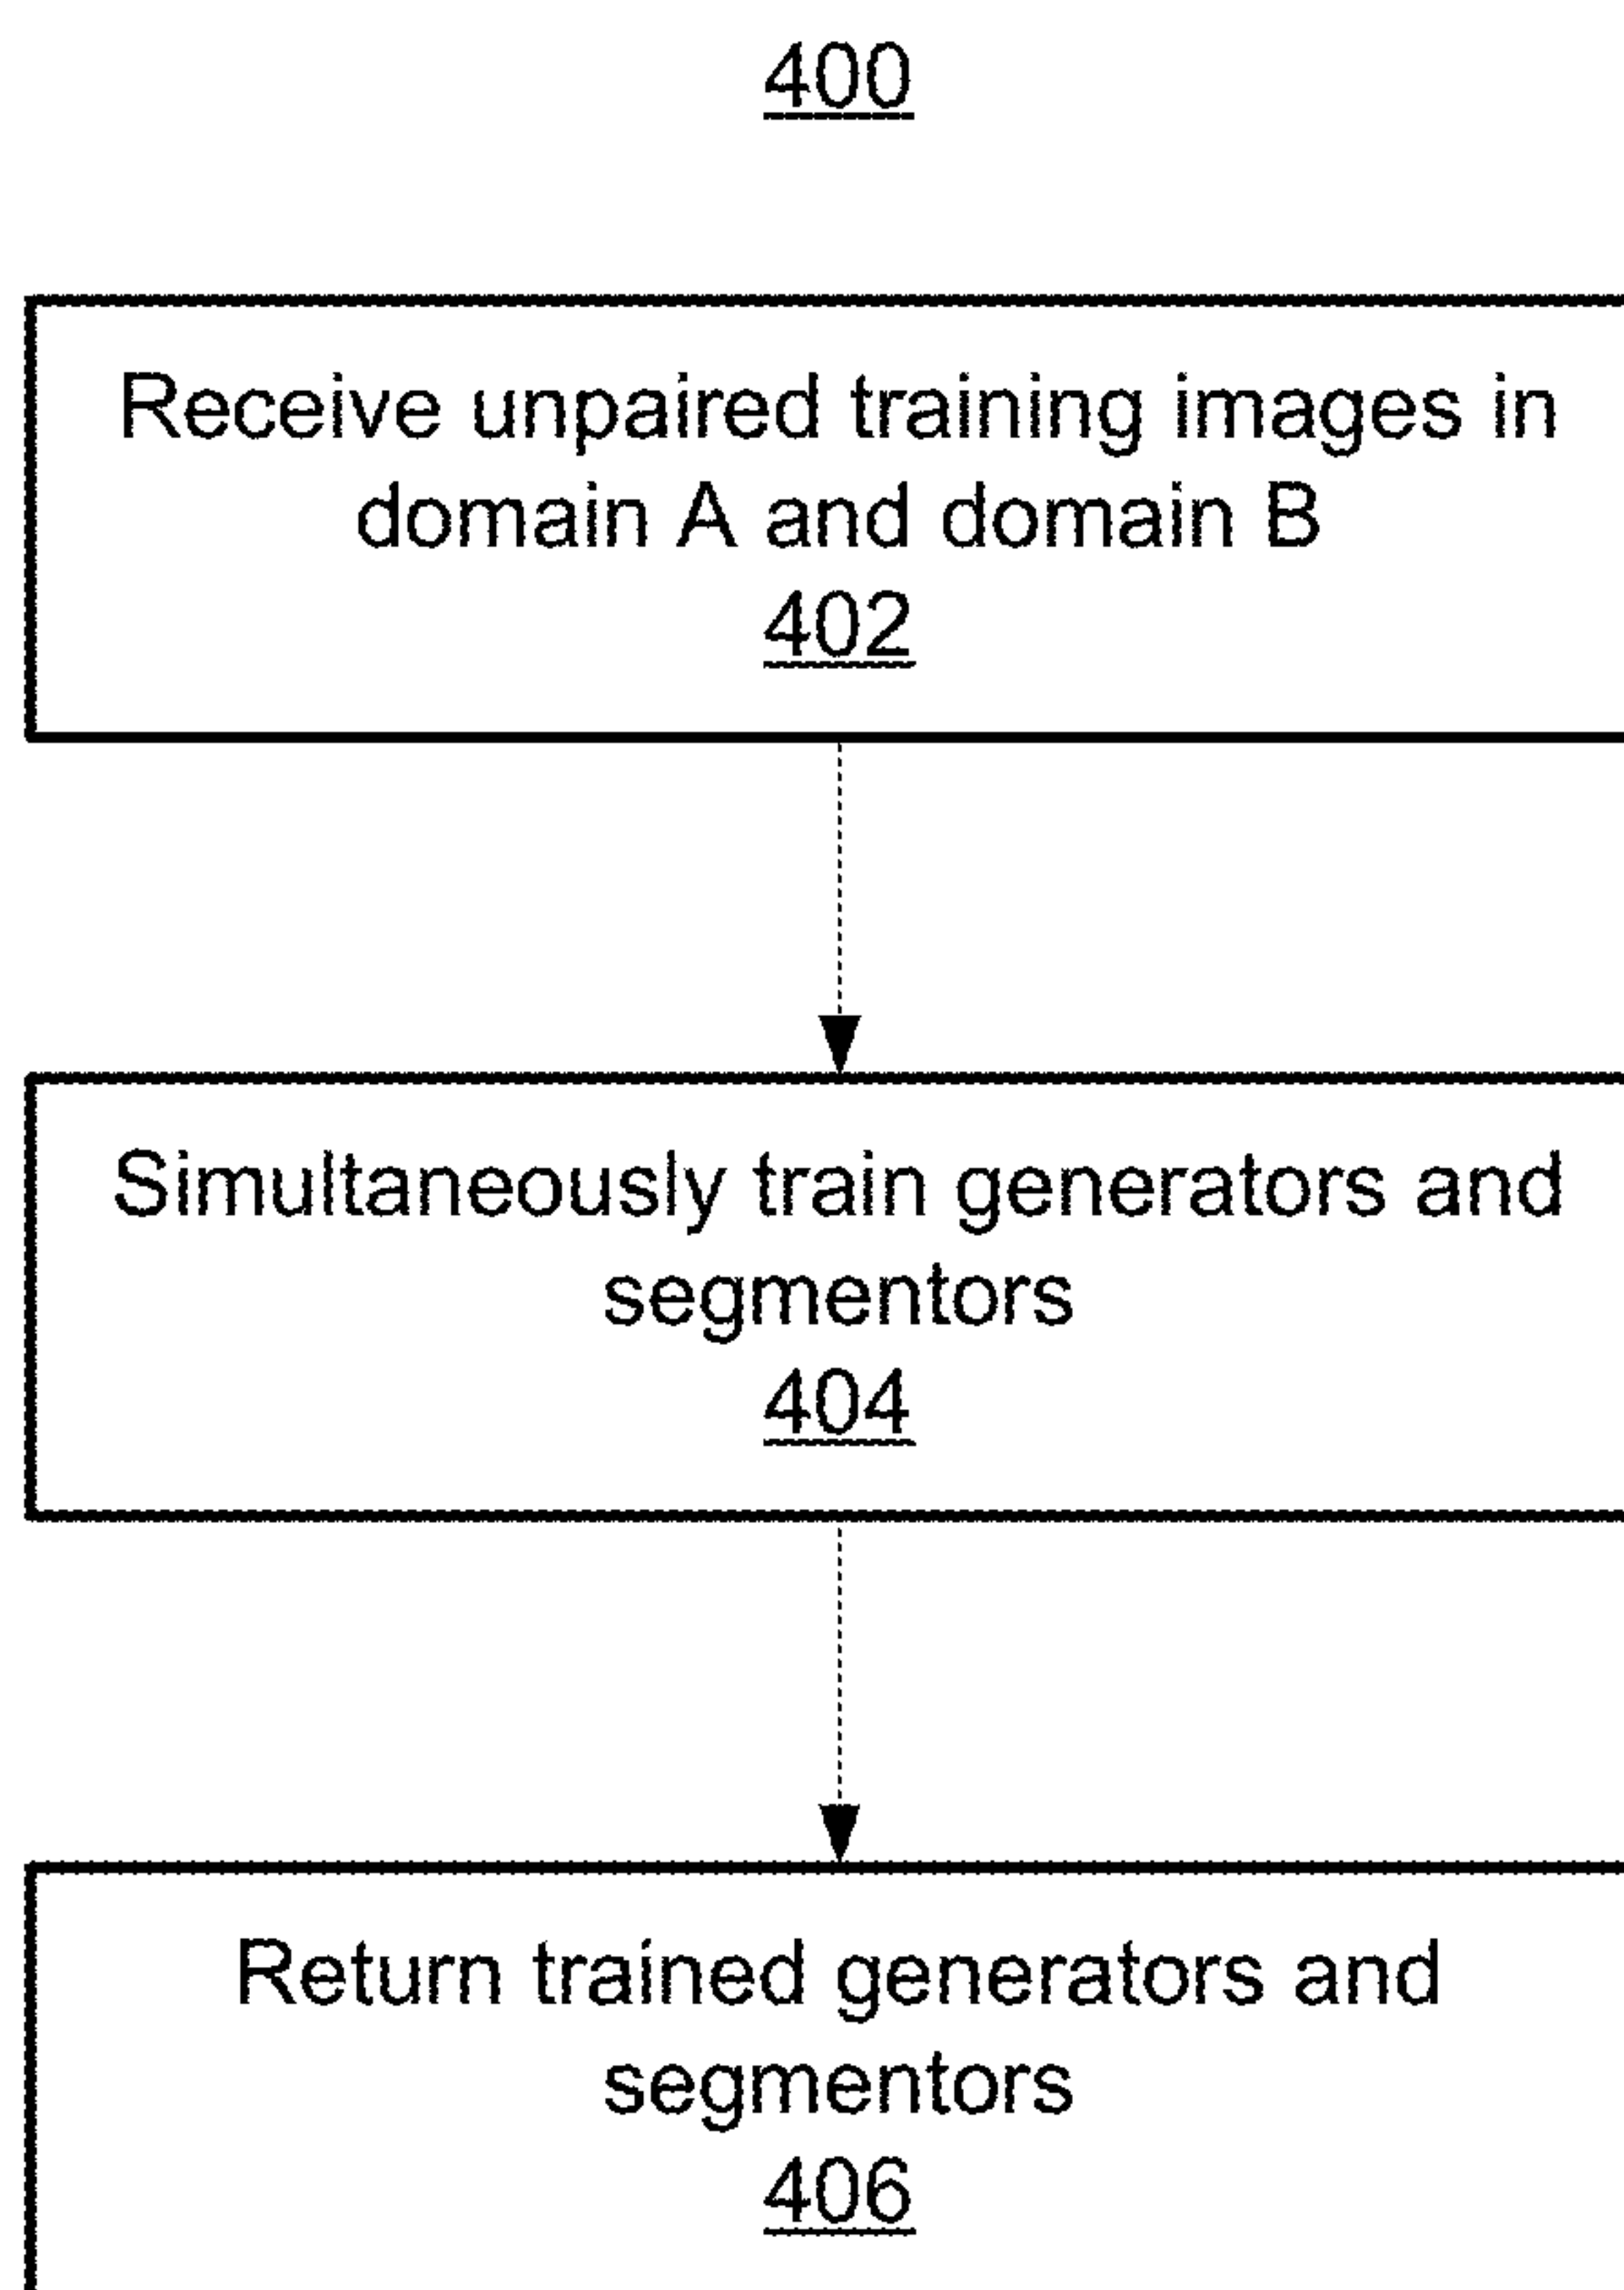 400
Receive unpaired training images in
domain A and domain B
402
Simultaneously train generators and
segmentors
404
Return trained generators and
segmentors
406